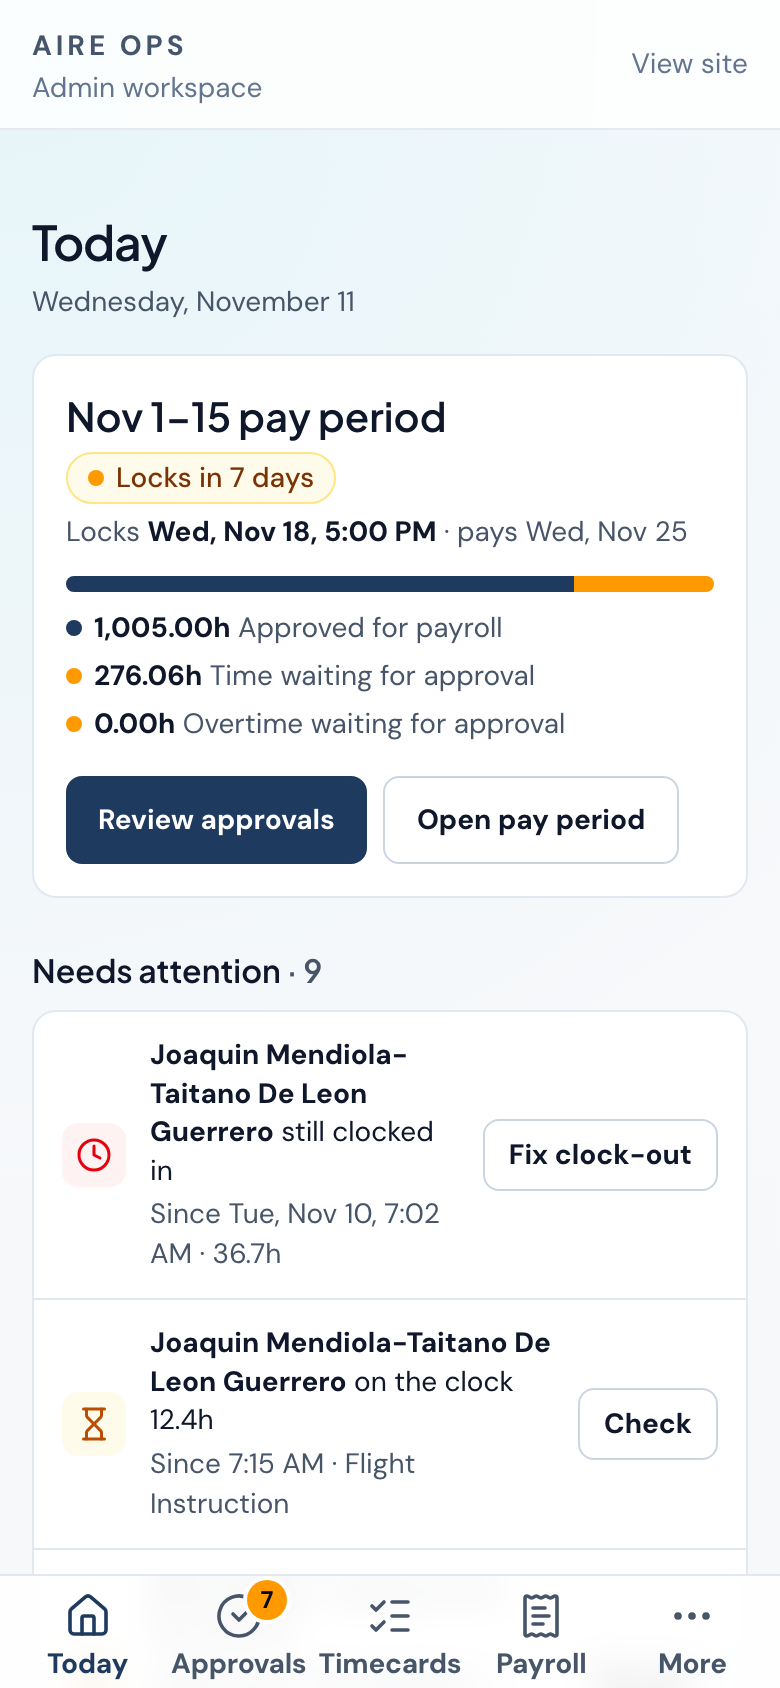 AIRE OPS
Admin workspace
View site
Today
Wednesday, November 11
Nov 1–15 pay period
Locks in 7 days
Locks Wed, Nov 18, 5:00 PM · pays Wed, Nov 25
1,005.00h Approved for payroll
276.06h Time waiting for approval
0.00h Overtime waiting for approval
Review approvals
Open pay period
Needs attention · 9
Joaquin Mendiola-
Taitano De Leon
Guerrero still clocked
in
Since Tue, Nov 10, 7:02
AM · 36.7h
Fix clock-out
Joaquin Mendiola-Taitano De
Leon Guerrero on the clock
12.4h
Since 7:15 AM · Flight
Instruction
Check
7
Today
Approvals
Timecards
Payroll
More